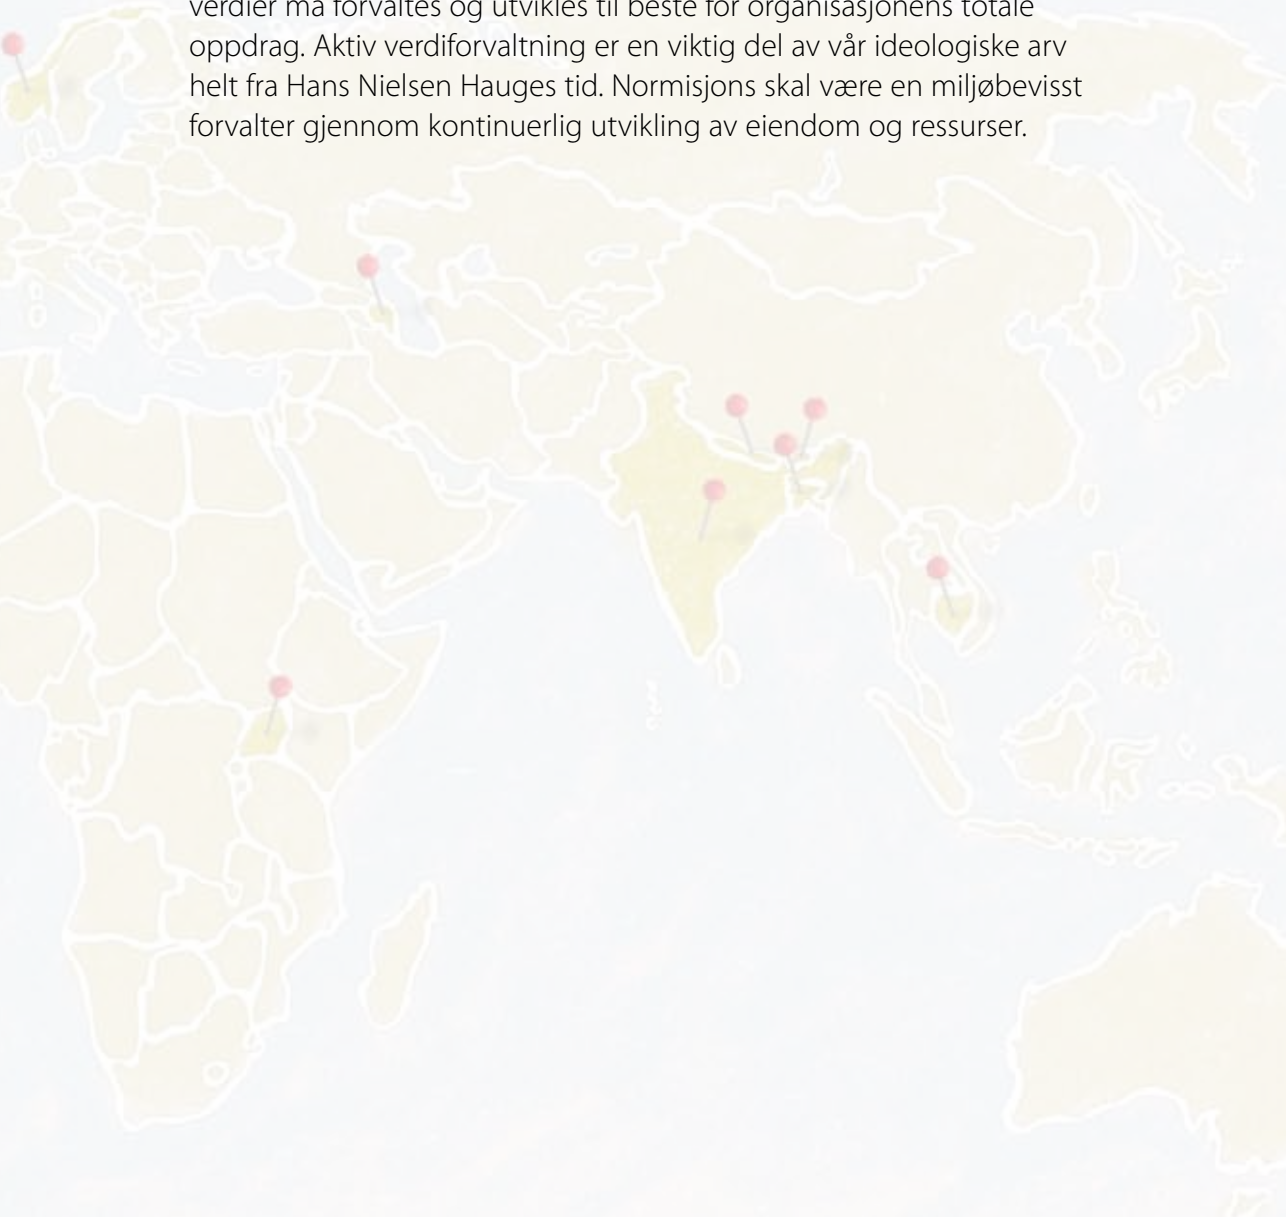 verdier må forvaltes og utvikles til beste for organisasjonens totale
oppdrag. Aktiv verdiforvaltning er en viktig del av vår ideologiske arv
helt fra Hans Nielsen Hauges tid. Normisjons skal være en miljøbevisst
forvalter gjennom kontinuerlig utvikling av eiendom og ressurser.